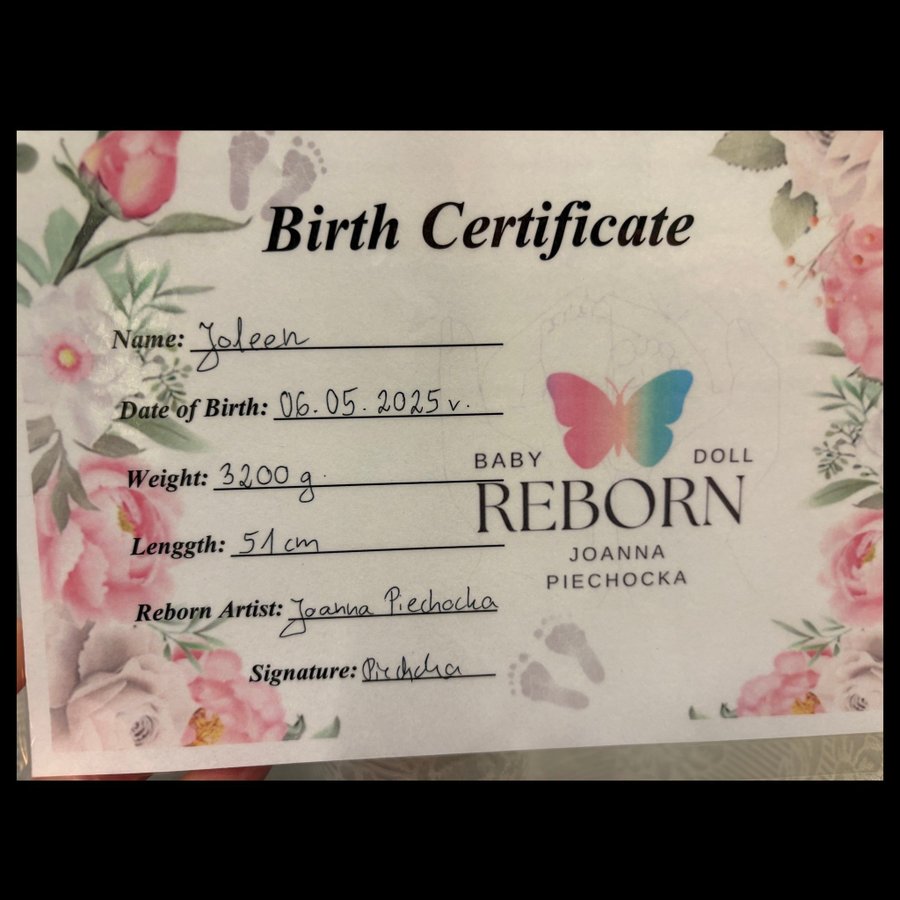 Birth Certificate
Name: Joleen
Date of Birth: 06.05.2025 r.
Weight: 3200 g.
Lenggth: 51 cm
Reborn Artist: Joanna Piechocka
Signature: Piechocka
BABY DOLL
REBORN
JOANNA
PIECHOCKA